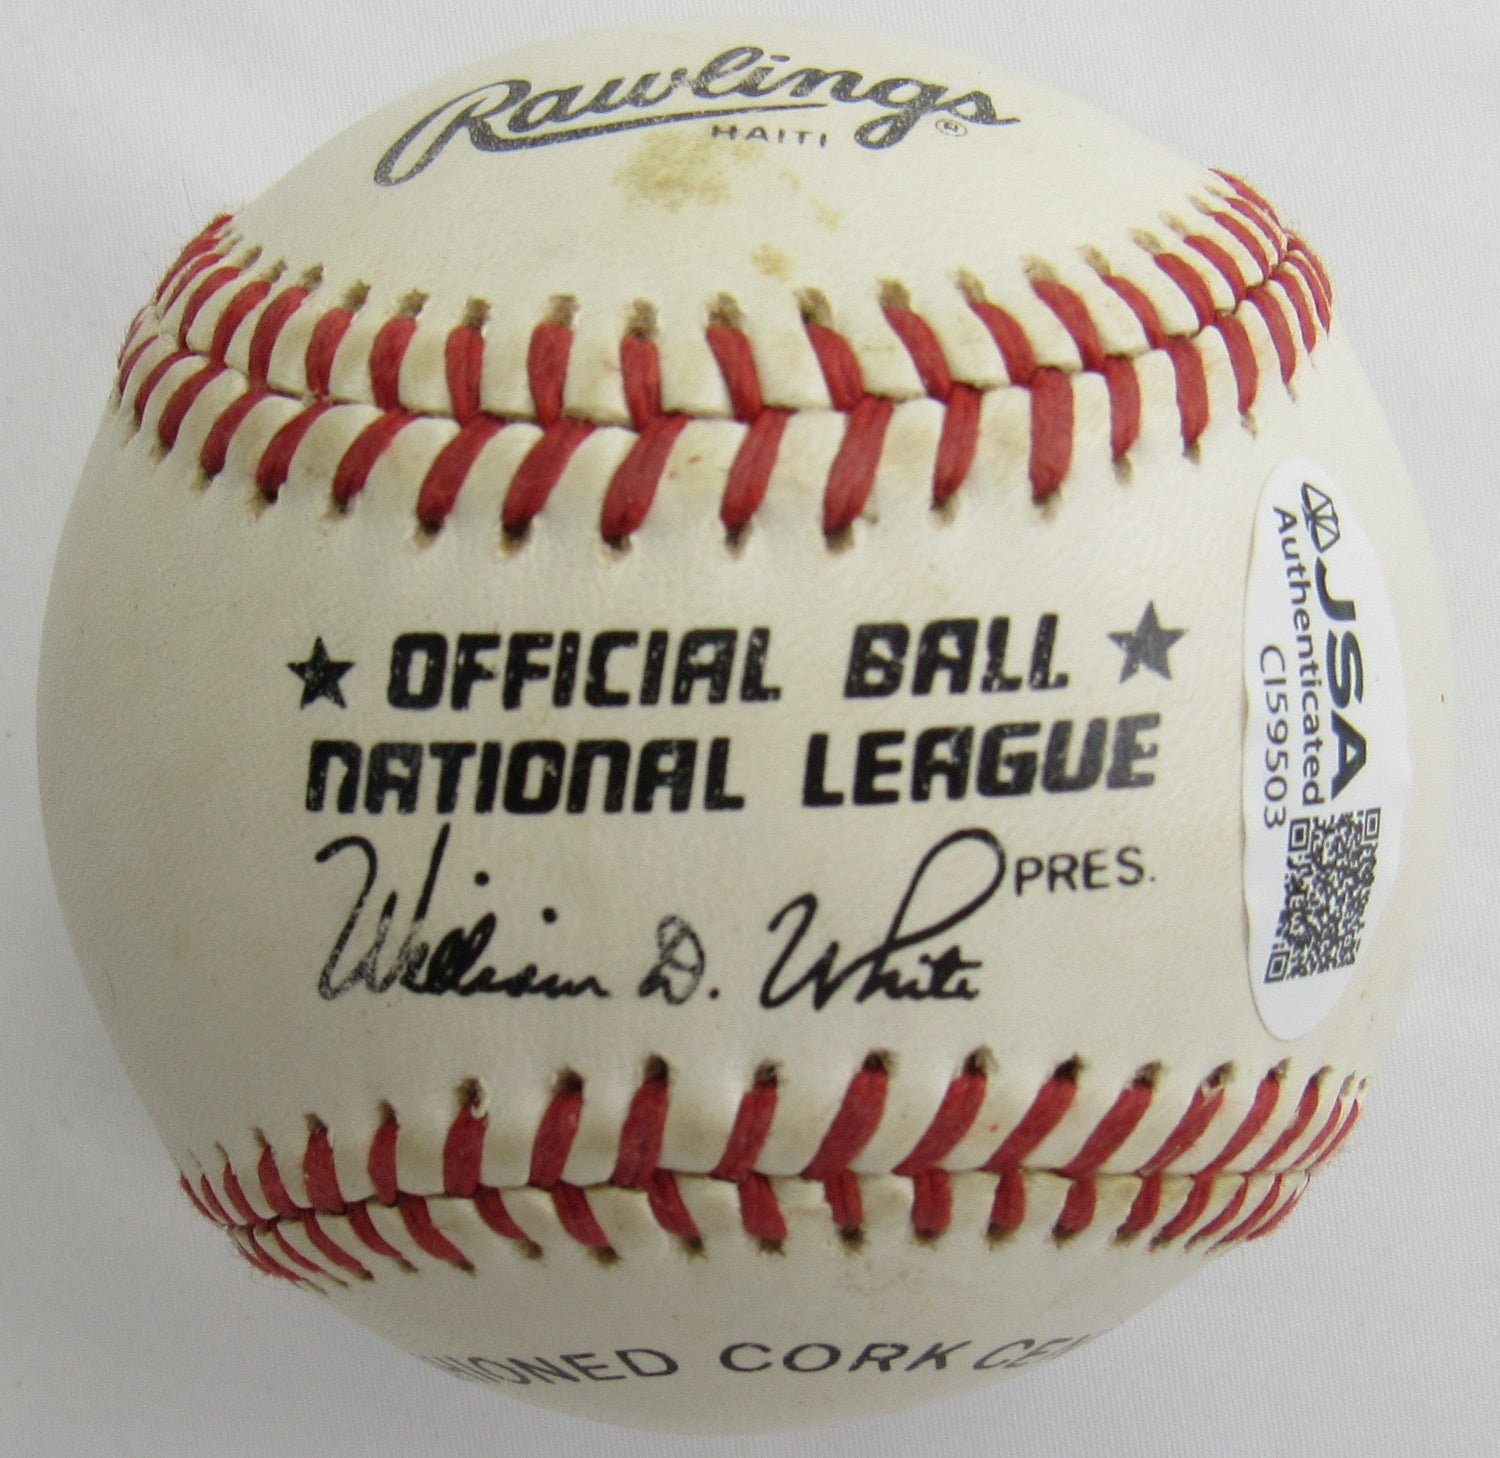 Rawlings®
HAITI
★ OFFICIAL BALL ★
NATIONAL LEAGUE
William D. White PRES.
JSA
Authenticated
CI59503
CORK